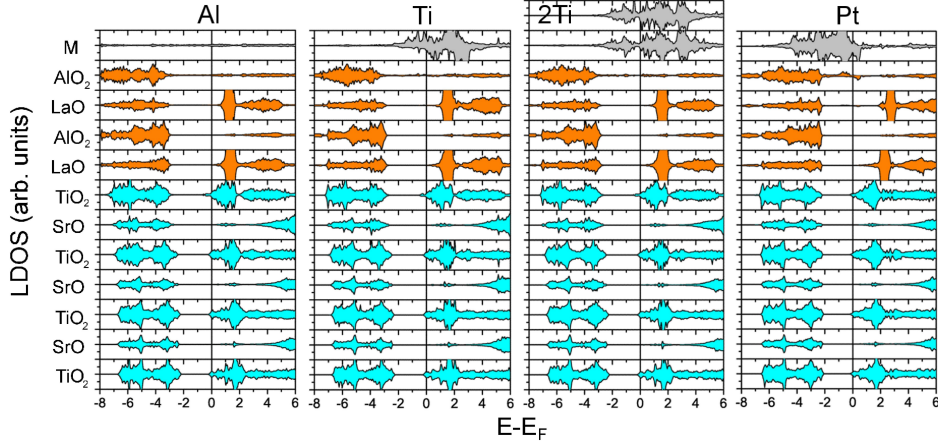 Al Ti 2Ti Pt
M
AlO₂
LaO
AlO₂
LaO
TiO₂
SrO
TiO₂
SrO
TiO₂
SrO
TiO₂
LDOS (arb. units)
-8 -6 -4 -2 0 2 4 6 -8 -6 -4 -2 0 2 4 6 -8 -6 -4 -2 0 2 4 6 -8 -6 -4 -2 0 2 4 6
E-E_F